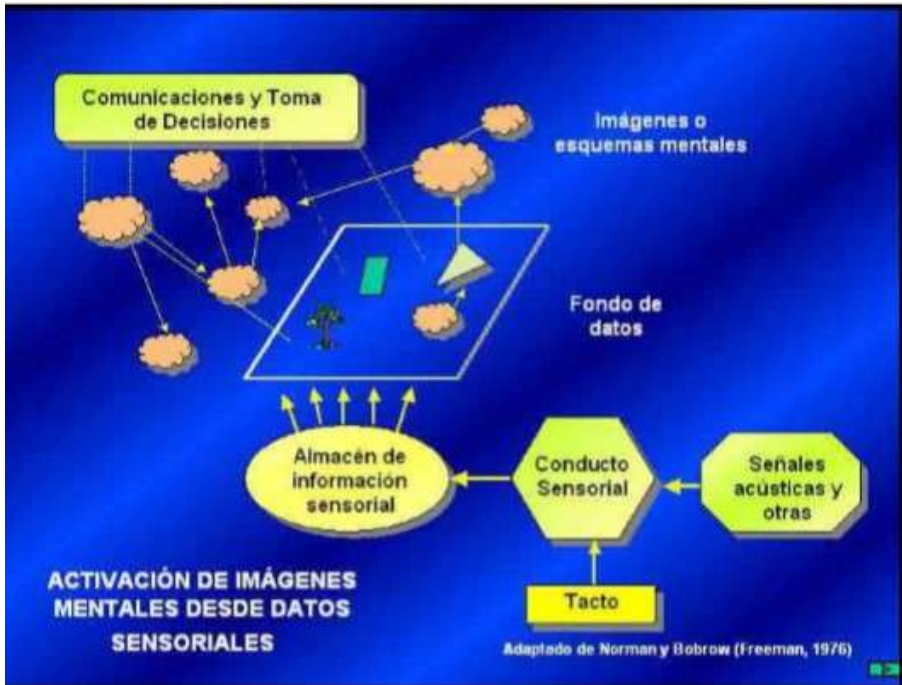 Comunicaciones y Toma
de Decisiones
Imágenes o
esquemas mentales
Fondo de
datos
Almacén de
información
sensorial
Conducto
Sensorial
Señales
acústicas y
otras
Tacto
ACTIVACIÓN DE IMÁGENES
MENTALES DESDE DATOS
SENSORIALES
Adaptado de Norman y Bobrow (Freeman, 1976)